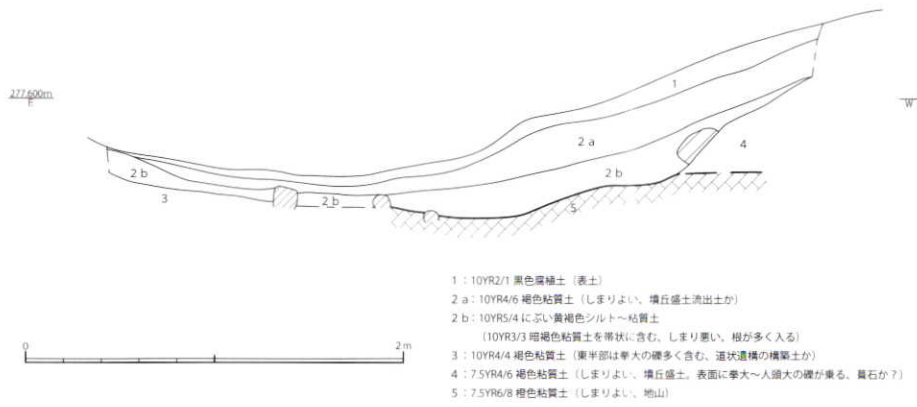 277.600m
E
W
1
2 a
4
2 b
2 b
3
2 b
5
1：10YR2/1 黒色腐植土（表土）
2 a：10YR4/6 褐色粘質土（しまりよい、墳丘盛土流出土か）
2 b：10YR5/4 にぶい黄褐色シルト～粘質土
（10YR3/3 暗褐色粘質土を帯状に含む、しまり悪い、根が多く入る）
3：10YR4/4 褐色粘質土（東半部は拳大の礫多く含む、道状遺構の構築土か）
4：7.5YR4/6 褐色粘質土（しまりよい、墳丘盛土。表面に拳大～人頭大の礫が乗る、葺石か？）
5：7.5YR6/8 橙色粘質土（しまりよい、地山）
0
2 m